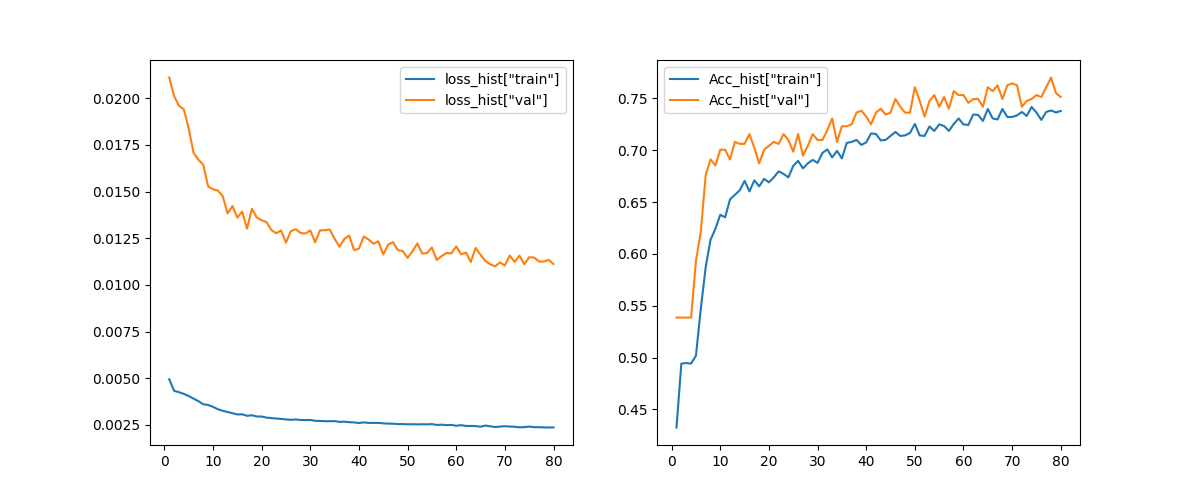 loss_hist["train"]
loss_hist["val"]
0.0200
0.0175
0.0150
0.0125
0.0100
0.0075
0.0050
0.0025
0 10 20 30 40 50 60 70 80
Acc_hist["train"]
Acc_hist["val"]
0.75
0.70
0.65
0.60
0.55
0.50
0.45
0 10 20 30 40 50 60 70 80